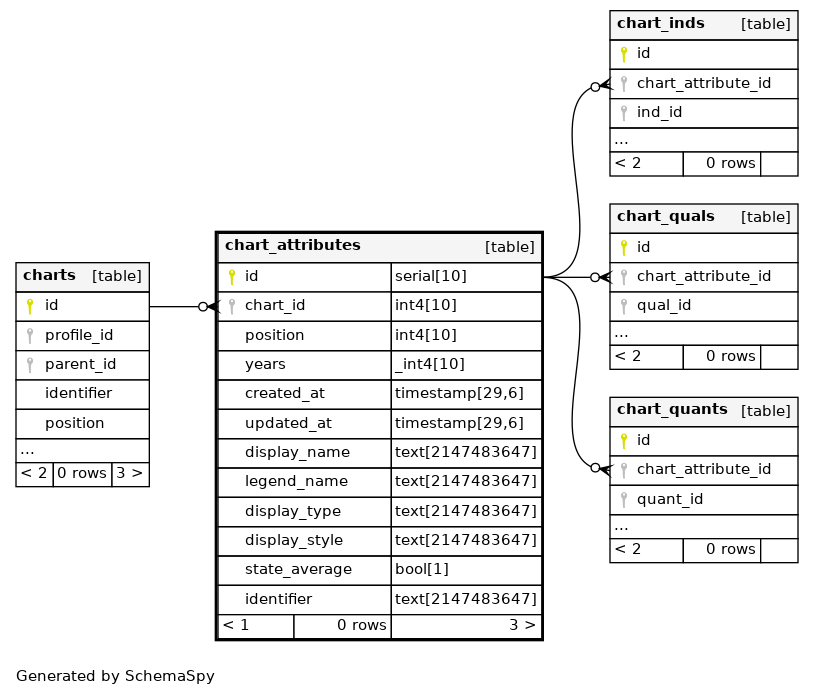 charts [table]
id
profile_id
parent_id
identifier
position
...
< 2 0 rows 3 >
chart_attributes [table]
id serial[10]
chart_id int4[10]
position int4[10]
years _int4[10]
created_at timestamp[29,6]
updated_at timestamp[29,6]
display_name text[2147483647]
legend_name text[2147483647]
display_type text[2147483647]
display_style text[2147483647]
state_average bool[1]
identifier text[2147483647]
< 1 0 rows 3 >
chart_inds [table]
id
chart_attribute_id
ind_id
...
< 2 0 rows
chart_quals [table]
id
chart_attribute_id
qual_id
...
< 2 0 rows
chart_quants [table]
id
chart_attribute_id
quant_id
...
< 2 0 rows
Generated by SchemaSpy